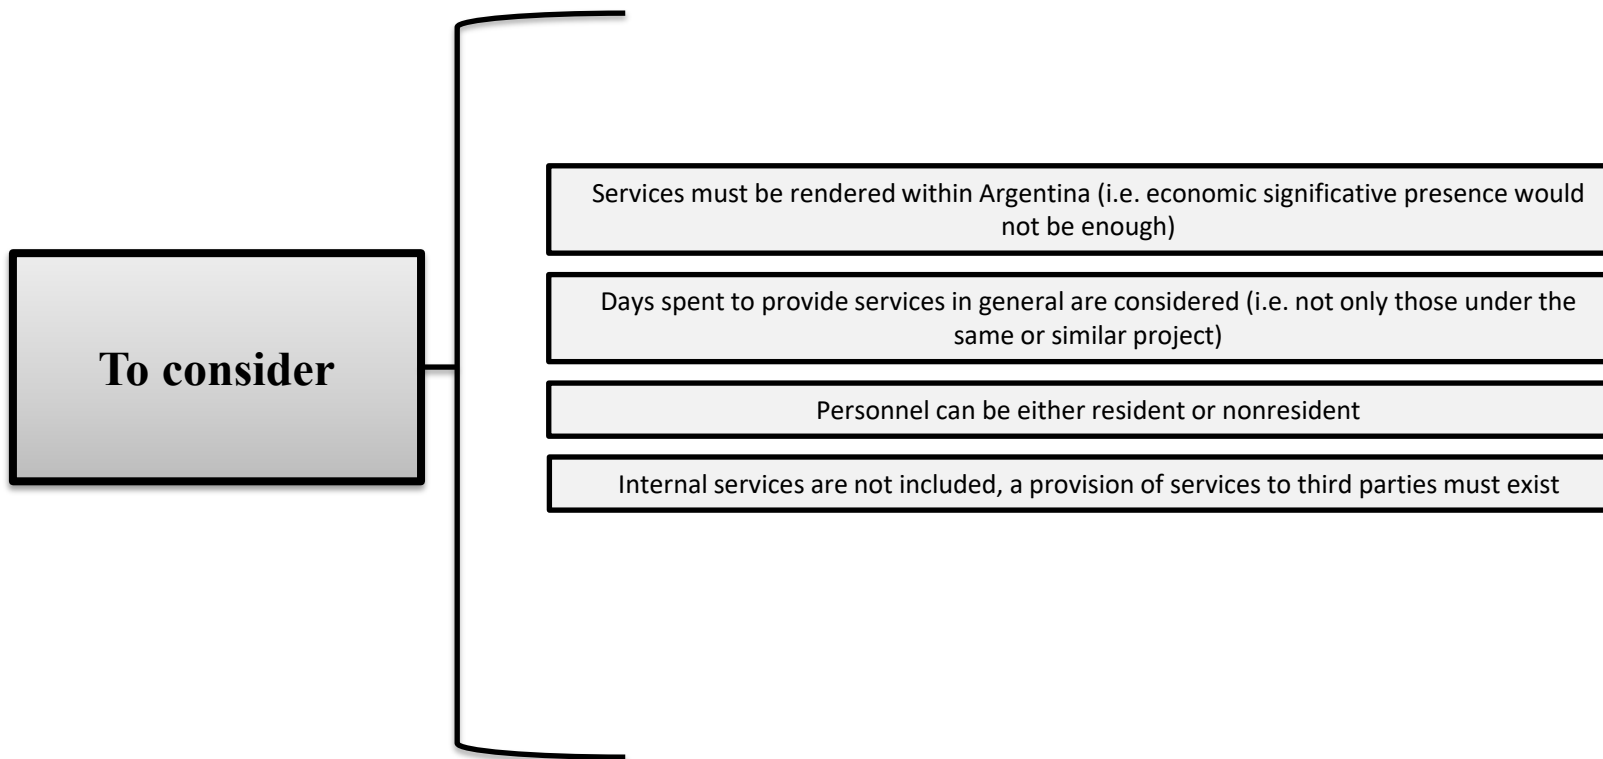 To consider
Services must be rendered within Argentina (i.e. economic significative presence would
not be enough)
Days spent to provide services in general are considered (i.e. not only those under the
same or similar project)
Personnel can be either resident or nonresident
Internal services are not included, a provision of services to third parties must exist